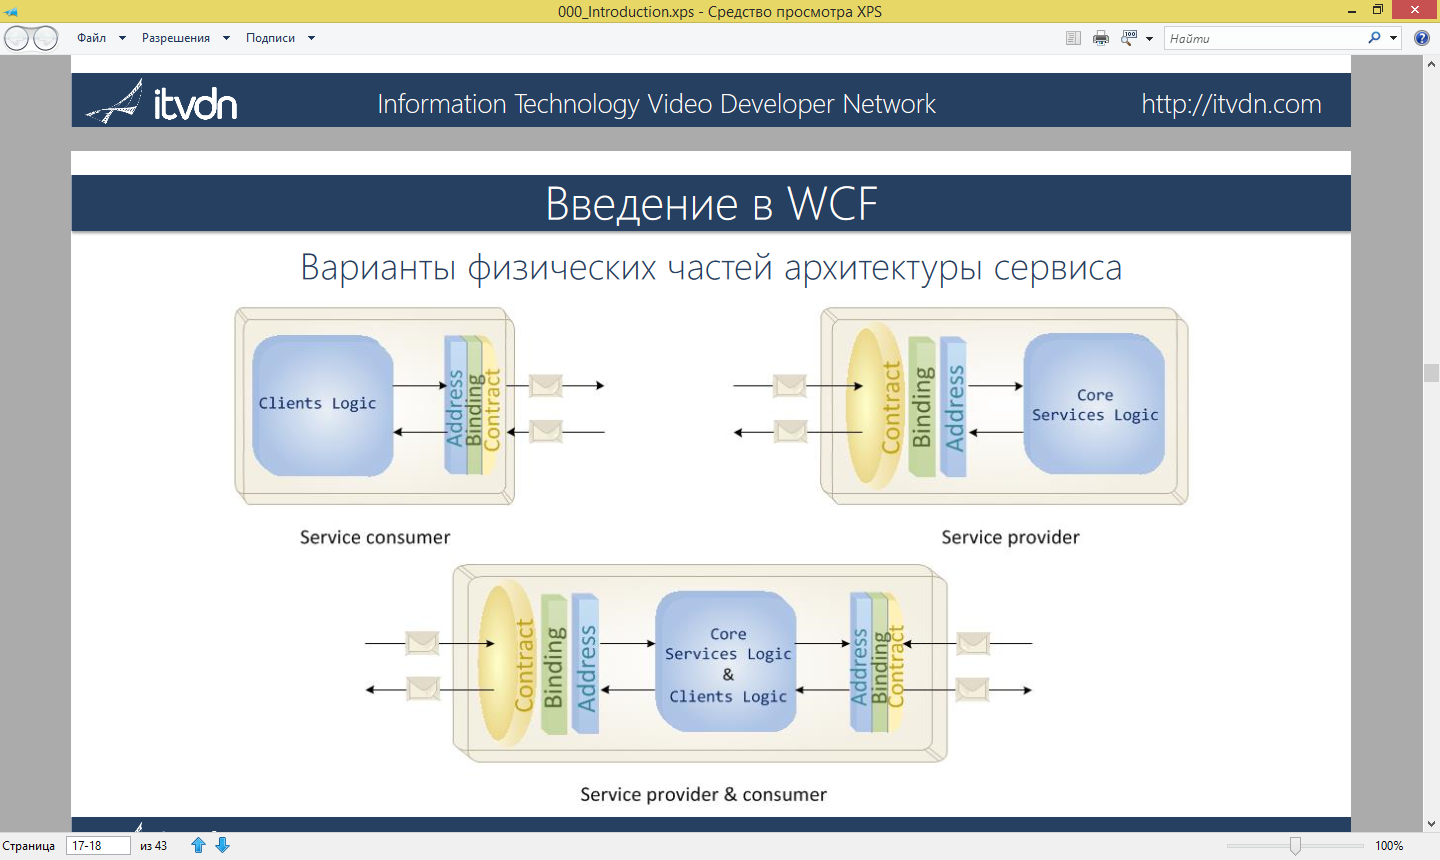 000_Introduction.xps - Средство просмотра XPS
Файл Разрешения Подписи 100 Найти ?
itvdn Information Technology Video Developer Network http://itvdn.com
Введение в WCF
Варианты физических частей архитектуры сервиса
Clients Logic
Address
Binding
Contract
Service consumer
Contract
Binding
Address
Core
Services Logic
Service provider
Contract
Binding
Address
Core
Services Logic
&
Clients Logic
Address
Binding
Contract
Service provider & consumer
Страница 17-18 из 43 100%